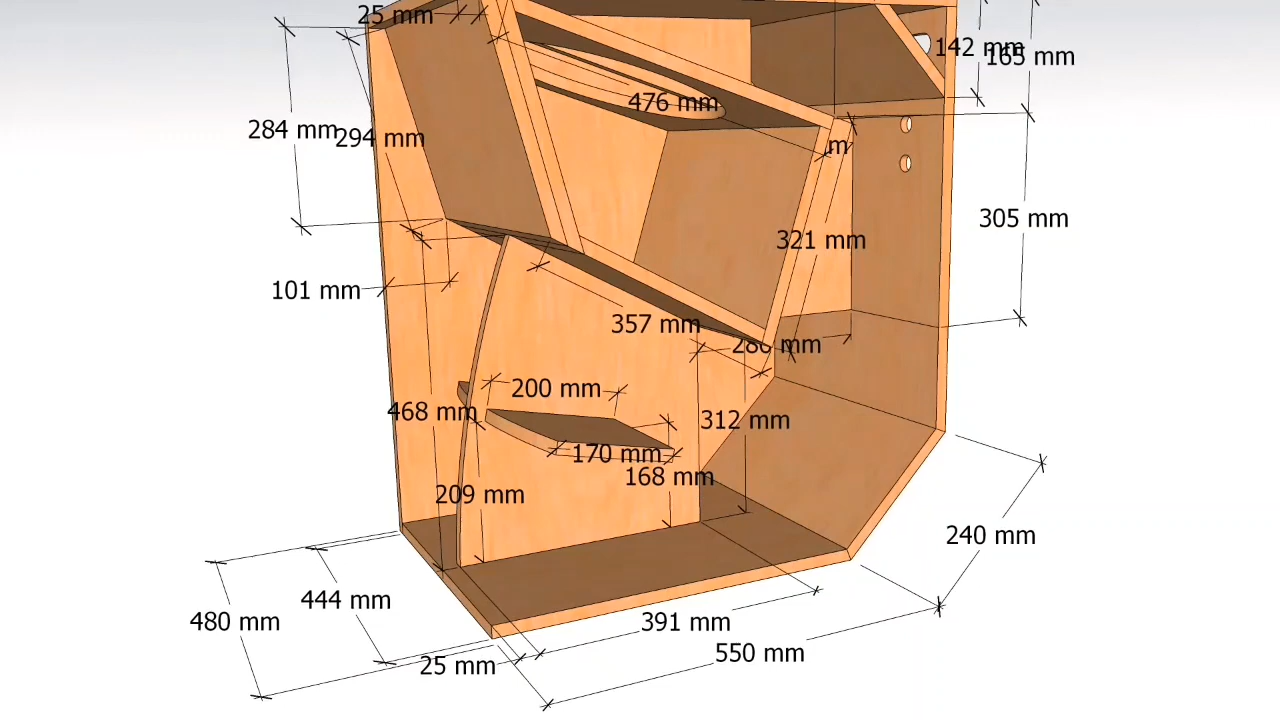 25 mm
142 mm
165 mm
476 mm
284 mm
294 mm
m
305 mm
321 mm
101 mm
357 mm
286 mm
200 mm
468 mm
312 mm
170 mm
168 mm
209 mm
240 mm
444 mm
480 mm
391 mm
550 mm
25 mm